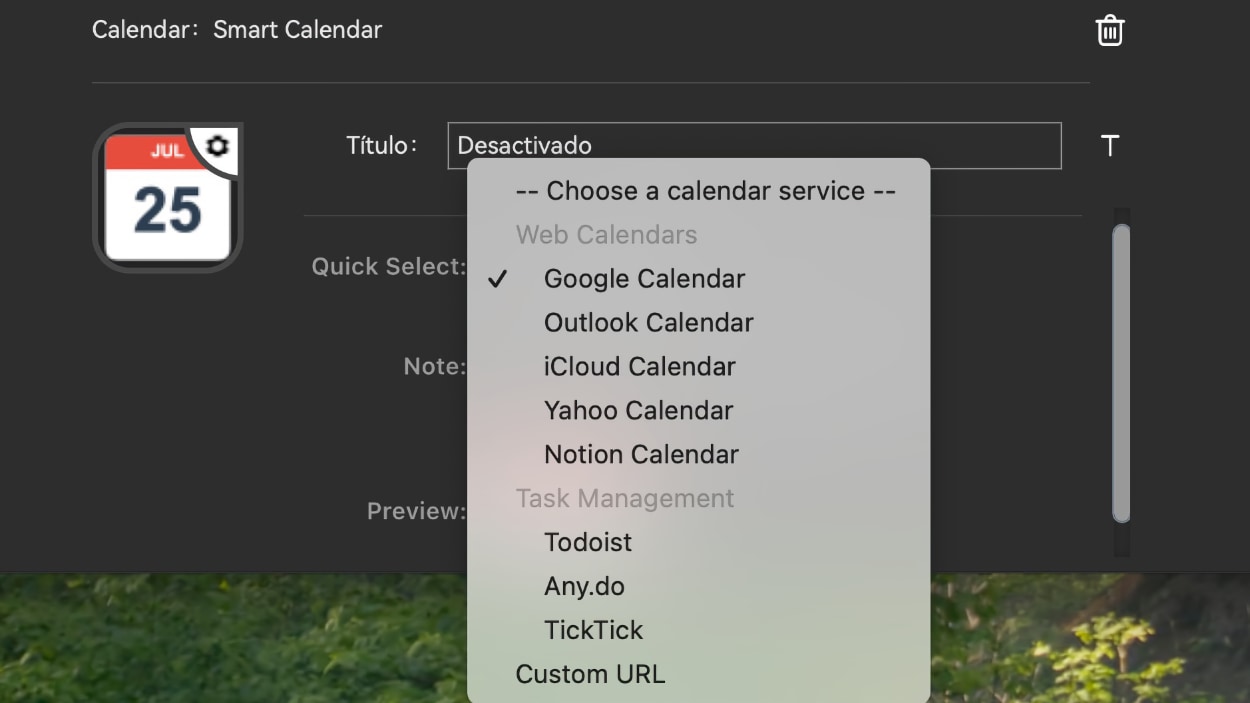 Calendar: Smart Calendar
JUL
25
Título: Desactivado
T
-- Choose a calendar service --
Web Calendars
Quick Select:
✓ Google Calendar
Outlook Calendar
Note:
iCloud Calendar
Yahoo Calendar
Notion Calendar
Task Management
Preview:
Todoist
Any.do
TickTick
Custom URL